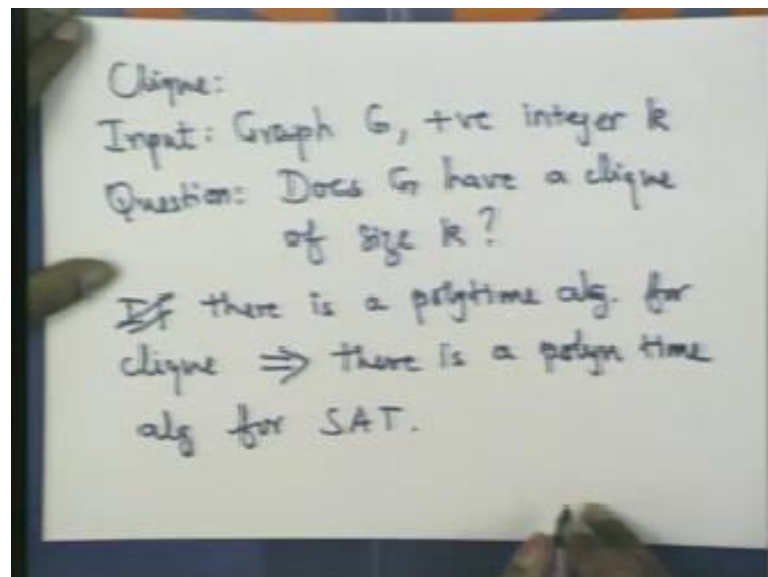 Clique:
Input: Graph G, +ve integer k
Question: Does G have a clique
of size k?
If there is a polytime alg. for
clique ⇒ there is a polyn time
alg for SAT.